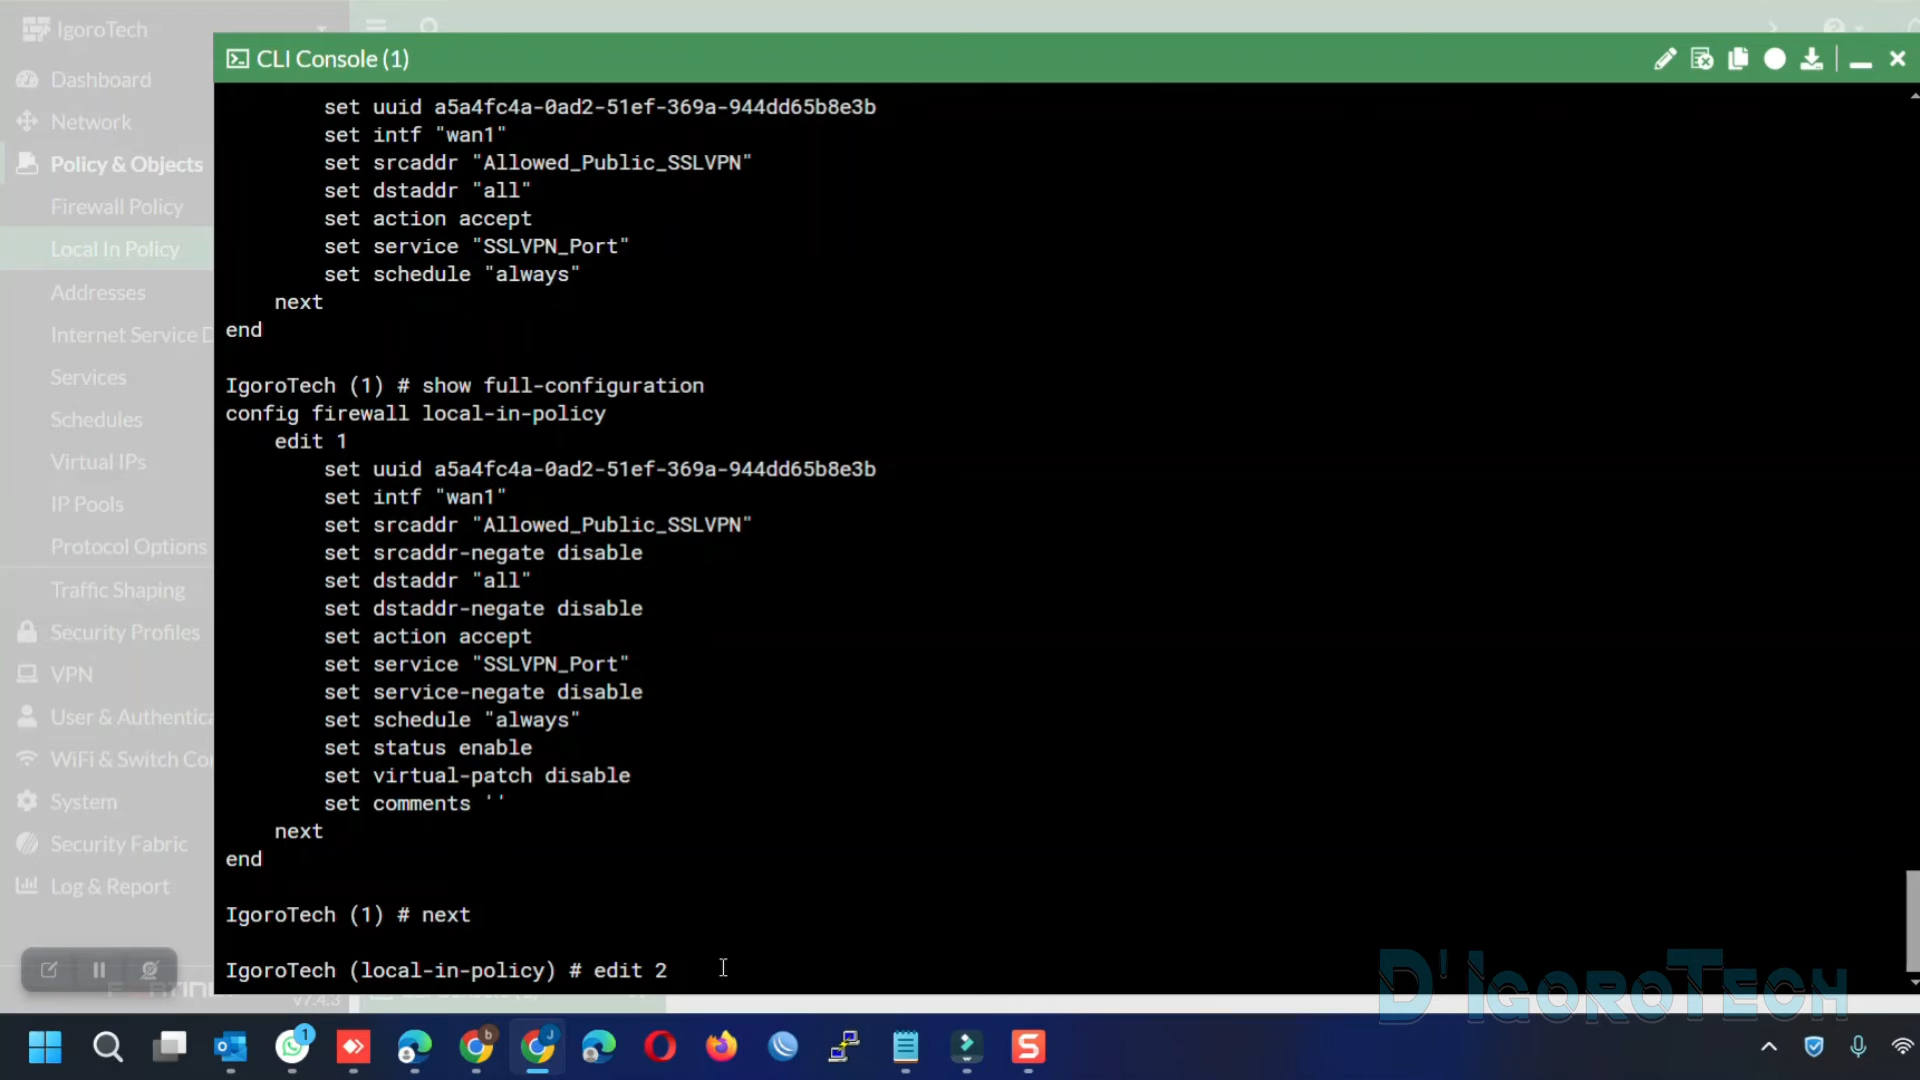 IgoroTech
CLI Console (1)
Dashboard
Network
Policy & Objects
Firewall Policy
Local In Policy
Addresses
Internet Service D
Services
Schedules
Virtual IPs
IP Pools
Protocol Options
Traffic Shaping
Security Profiles
VPN
User & Authentica
WiFi & Switch Co
System
Security Fabric
Log & Report
v7.4.3
set uuid a5a4fc4a-0ad2-51ef-369a-944dd65b8e3b
set intf "wan1"
set srcaddr "Allowed_Public_SSLVPN"
set dstaddr "all"
set action accept
set service "SSLVPN_Port"
set schedule "always"
next
end
IgoroTech (1) # show full-configuration
config firewall local-in-policy
edit 1
set uuid a5a4fc4a-0ad2-51ef-369a-944dd65b8e3b
set intf "wan1"
set srcaddr "Allowed_Public_SSLVPN"
set srcaddr-negate disable
set dstaddr "all"
set dstaddr-negate disable
set action accept
set service "SSLVPN_Port"
set service-negate disable
set schedule "always"
set status enable
set virtual-patch disable
set comments ''
next
end
IgoroTech (1) # next
IgoroTech (local-in-policy) # edit 2
D'IgoroTech
1
b
J
S